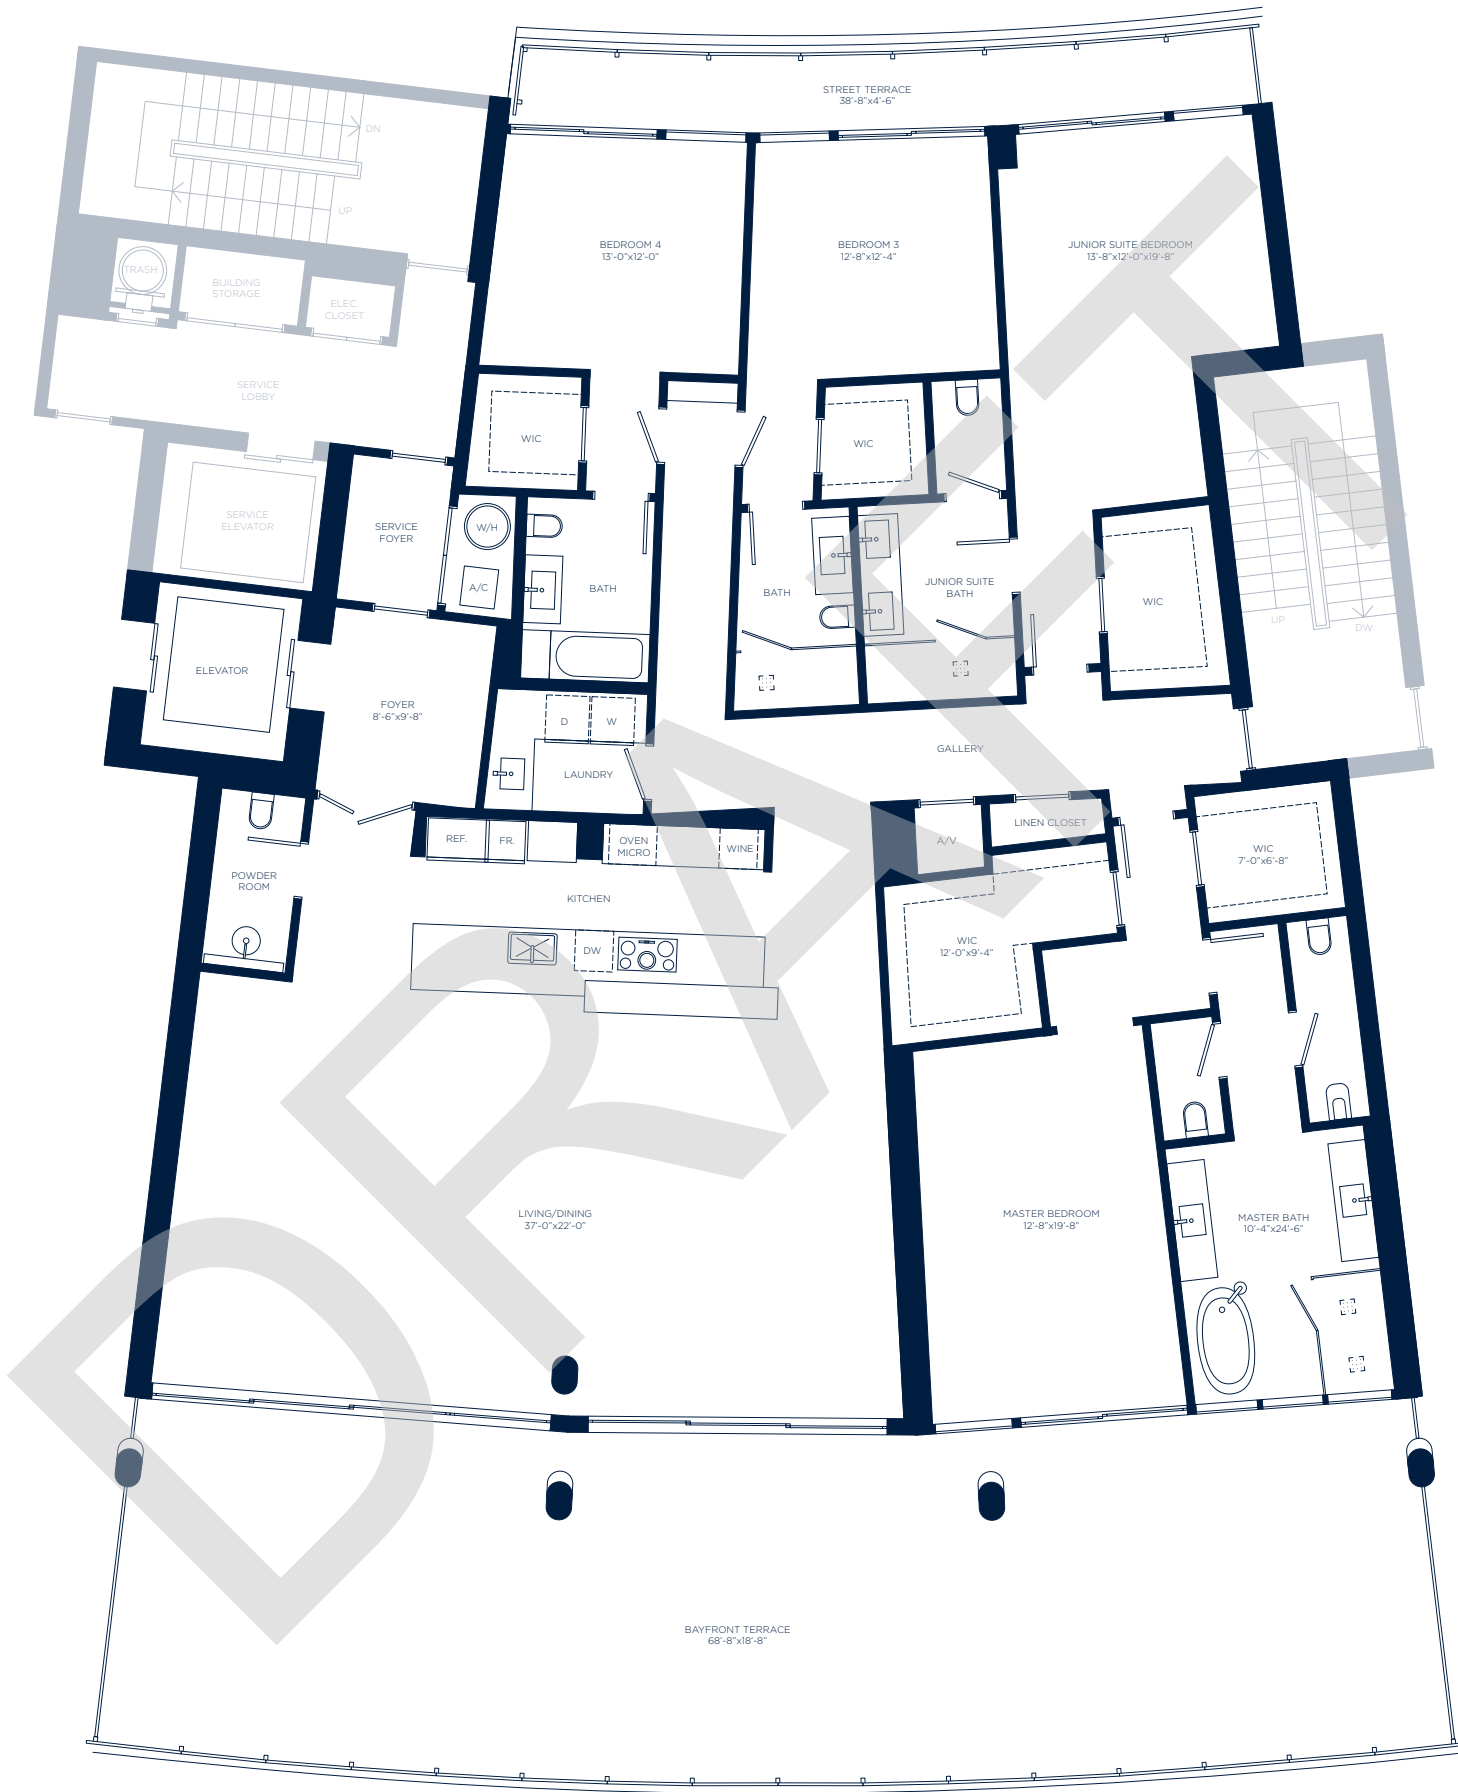 STREET TERRACE
38'-8"x4'-6"
DN
UP
TRASH
BUILDING
STORAGE
ELEC.
CLOSET
SERVICE
LOBBY
BEDROOM 4
13'-0"x12'-0"
BEDROOM 3
12'-8"x12'-4"
JUNIOR SUITE BEDROOM
13'-8"x12'-0"x19'-8"
WIC
WIC
SERVICE
ELEVATOR
SERVICE
FOYER
W/H
A/C
BATH
BATH
JUNIOR SUITE
BATH
WIC
UP
DW
ELEVATOR
FOYER
8'-6"x9'-8"
D
W
LAUNDRY
GALLERY
REF.
FR.
OVEN
MICRO
WINE
A/V
LINEN CLOSET
WIC
7'-0"x6'-8"
POWDER
ROOM
KITCHEN
DW
WIC
12'-0"x9'-4"
LIVING/DINING
37'-0"x22'-0"
MASTER BEDROOM
12'-8"x19'-8"
MASTER BATH
10'-4"x24'-6"
BAYFRONT TERRACE
68'-8"x18'-8"
DRAFT